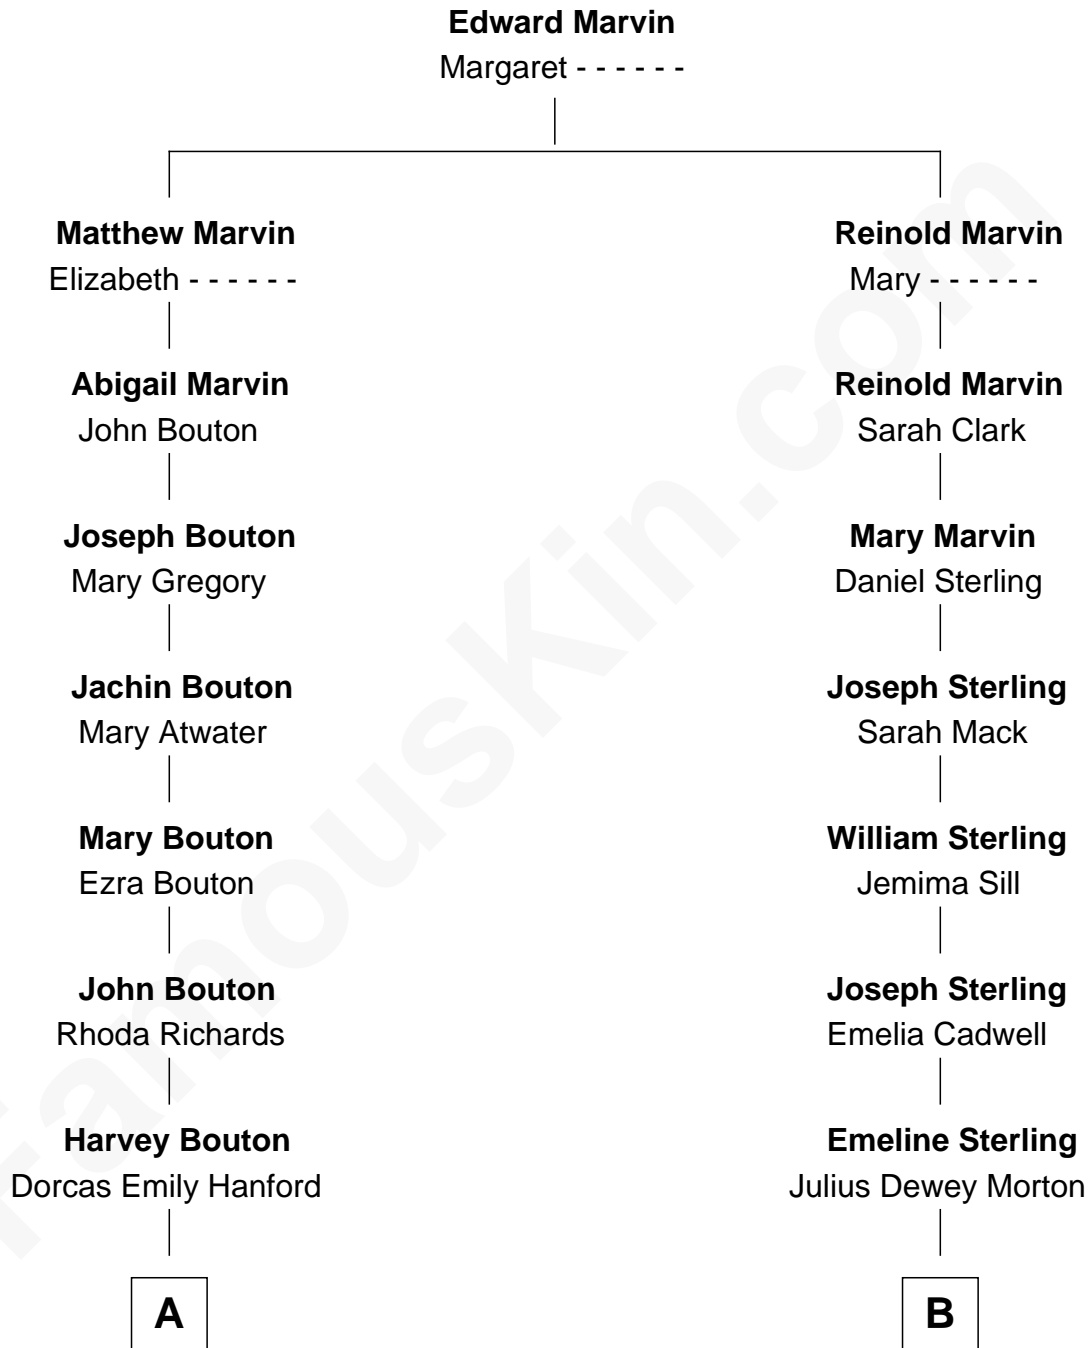 Edward Marvin
Margaret - - - - - -
Matthew Marvin
Elizabeth - - - - - -
Reinold Marvin
Mary - - - - - -
Abigail Marvin
John Bouton
Reinold Marvin
Sarah Clark
Joseph Bouton
Mary Gregory
Mary Marvin
Daniel Sterling
Jachin Bouton
Mary Atwater
Joseph Sterling
Sarah Mack
Mary Bouton
Ezra Bouton
William Sterling
Jemima Sill
John Bouton
Rhoda Richards
Joseph Sterling
Emelia Cadwell
Harvey Bouton
Dorcas Emily Hanford
Emeline Sterling
Julius Dewey Morton
A
B
FamousKin.com